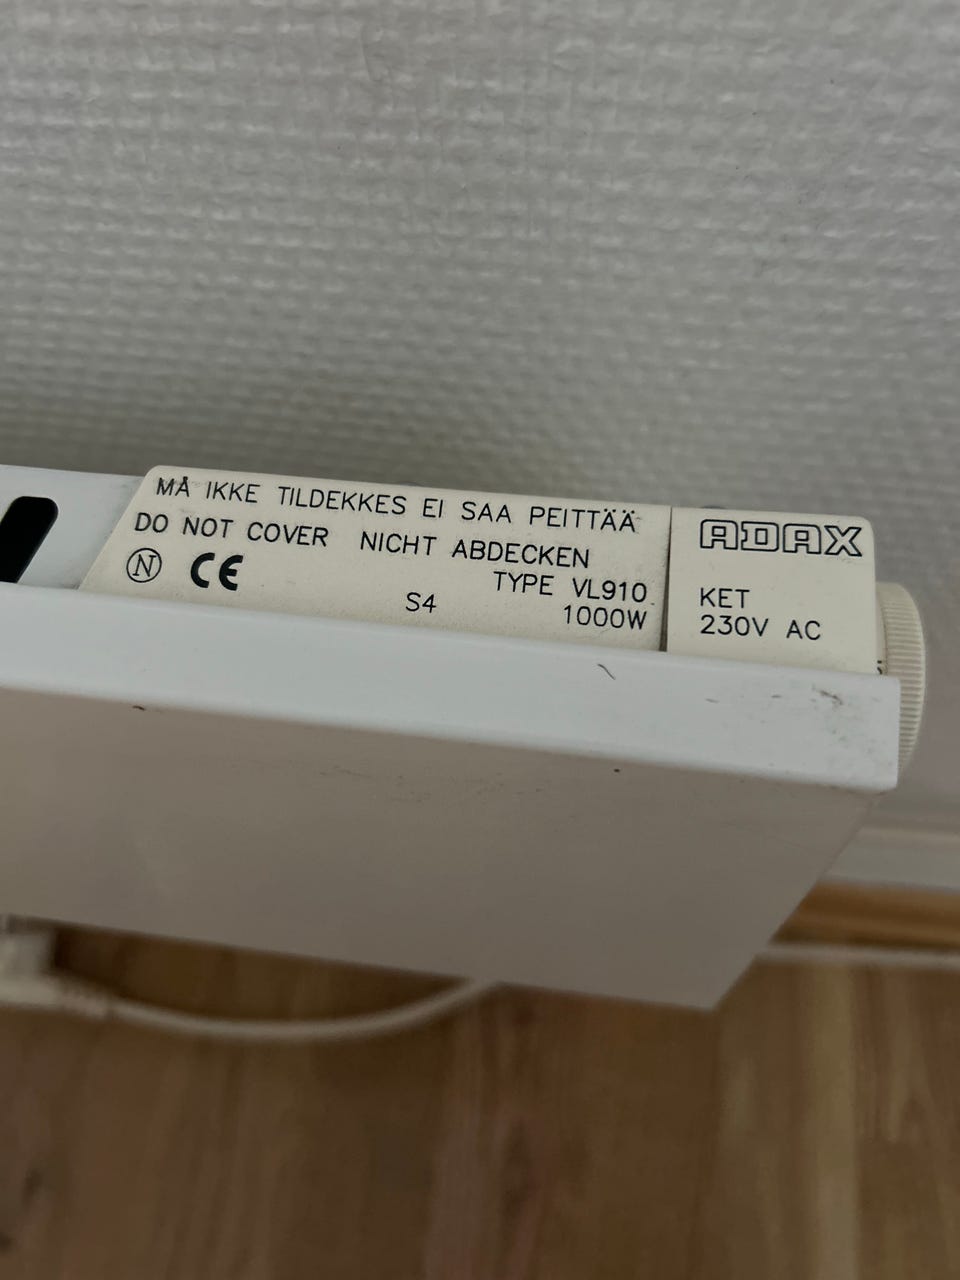 MÅ IKKE TILDEKKES EI SAA PEITTÄÄ
DO NOT COVER NICHT ABDECKEN
N CE TYPE VL910
S4 1000W
ADAX
KET
230V AC